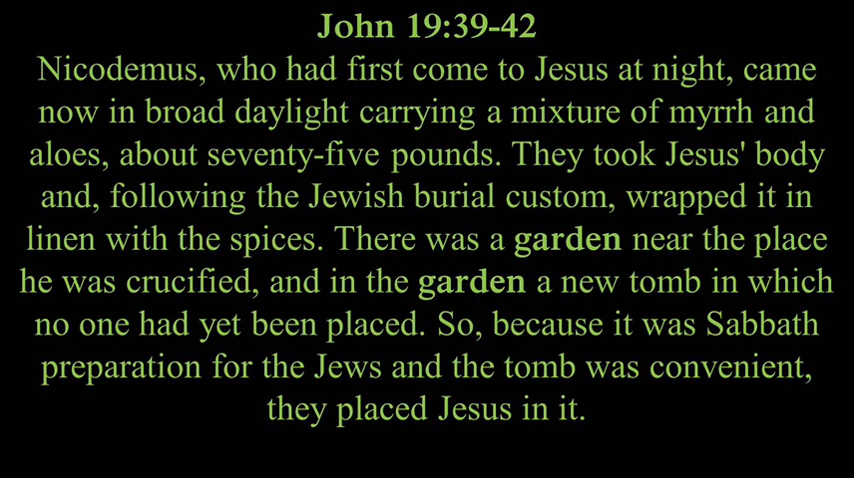 John 19:39-42
Nicodemus, who had first come to Jesus at night, came
now in broad daylight carrying a mixture of myrrh and
aloes, about seventy-five pounds. They took Jesus' body
and, following the Jewish burial custom, wrapped it in
linen with the spices. There was a garden near the place
he was crucified, and in the garden a new tomb in which
no one had yet been placed. So, because it was Sabbath
preparation for the Jews and the tomb was convenient,
they placed Jesus in it.